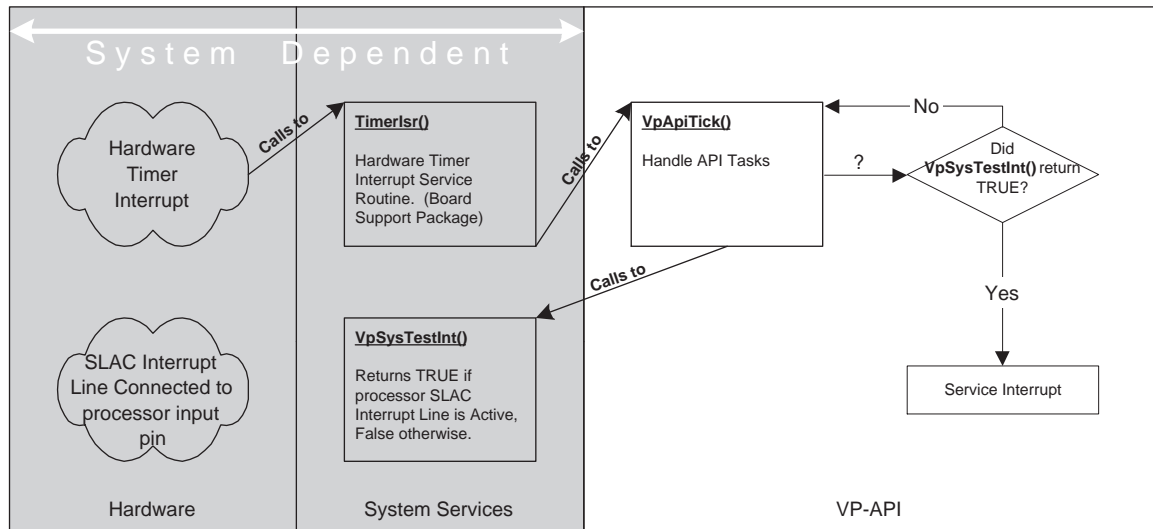 System Dependent
Hardware
Timer
Interrupt
Calls to
TimerIsr()
Hardware Timer
Interrupt Service
Routine. (Board
Support Package)
Calls to
VpApiTick()
Handle API Tasks
?
No
Did
VpSysTestInt() return
TRUE?
Yes
Service Interrupt
Calls to
SLAC Interrupt
Line Connected to
processor input
pin
VpSysTestInt()
Returns TRUE if
processor SLAC
Interrupt Line is Active,
False otherwise.
Hardware
System Services
VP-API